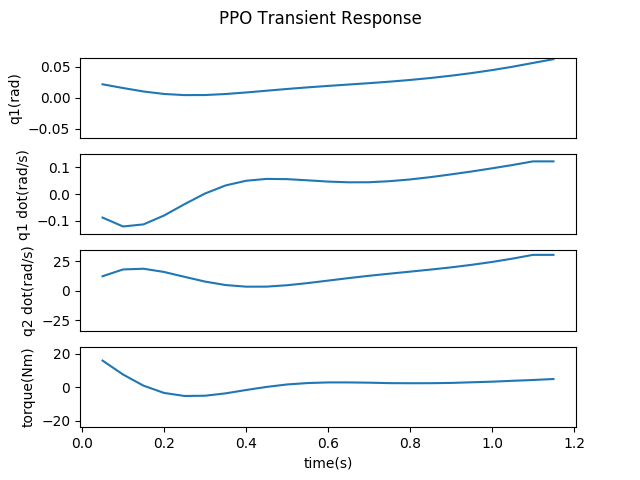 PPO Transient Response
q1(rad)
0.05
0.00
−0.05
q1 dot(rad/s)
0.1
0.0
−0.1
q2 dot(rad/s)
25
0
−25
torque(Nm)
20
0
−20
0.0 0.2 0.4 0.6 0.8 1.0 1.2
time(s)